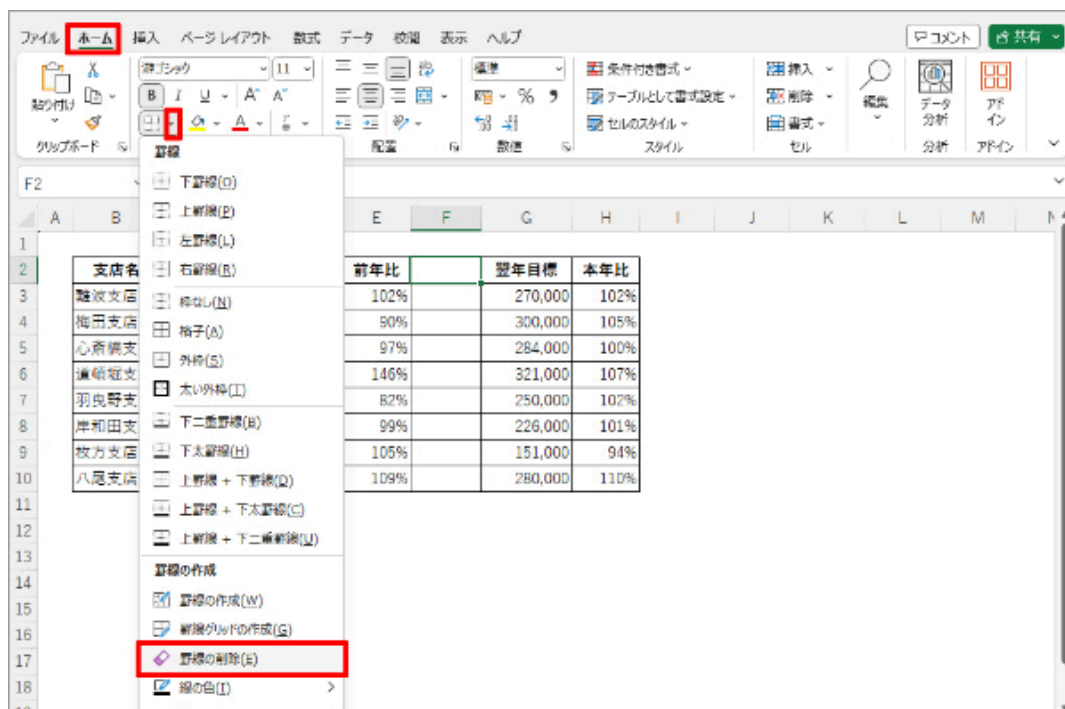 ファイル ホーム 挿入 ページ レイアウト 数式 データ 校閲 表示 ヘルプ コメント 共有
貼り付け 游ゴシック 11 標準 条件付き書式 挿入 編集 データ分析 アドイン
B I U A A % テーブルとして書式設定 削除
A セルのスタイル 書式
クリップボード 配置 数値 スタイル セル 分析 アドイン
F2
A B E F G H I J K L M N
1
2 支店名 前年比 翌年目標 本年比
3 難波支店 102% 270,000 102%
4 梅田支店 90% 300,000 105%
5 心斎橋支 97% 284,000 100%
6 道頓堀支 146% 321,000 107%
7 羽曳野支 82% 250,000 102%
8 岸和田支 99% 226,000 101%
9 枚方支店 105% 151,000 94%
10 八尾支店 109% 280,000 110%
11
12
13
14
15
16
17
18
罫線
下罫線(O)
上罫線(P)
左罫線(L)
右罫線(R)
枠なし(N)
格子(A)
外枠(S)
太い外枠(T)
下二重罫線(B)
下太罫線(H)
上罫線 + 下罫線(D)
上罫線 + 下太罫線(C)
上罫線 + 下二重罫線(U)
罫線の作成
罫線の作成(W)
罫線グリッドの作成(G)
罫線の削除(E)
線の色(I)